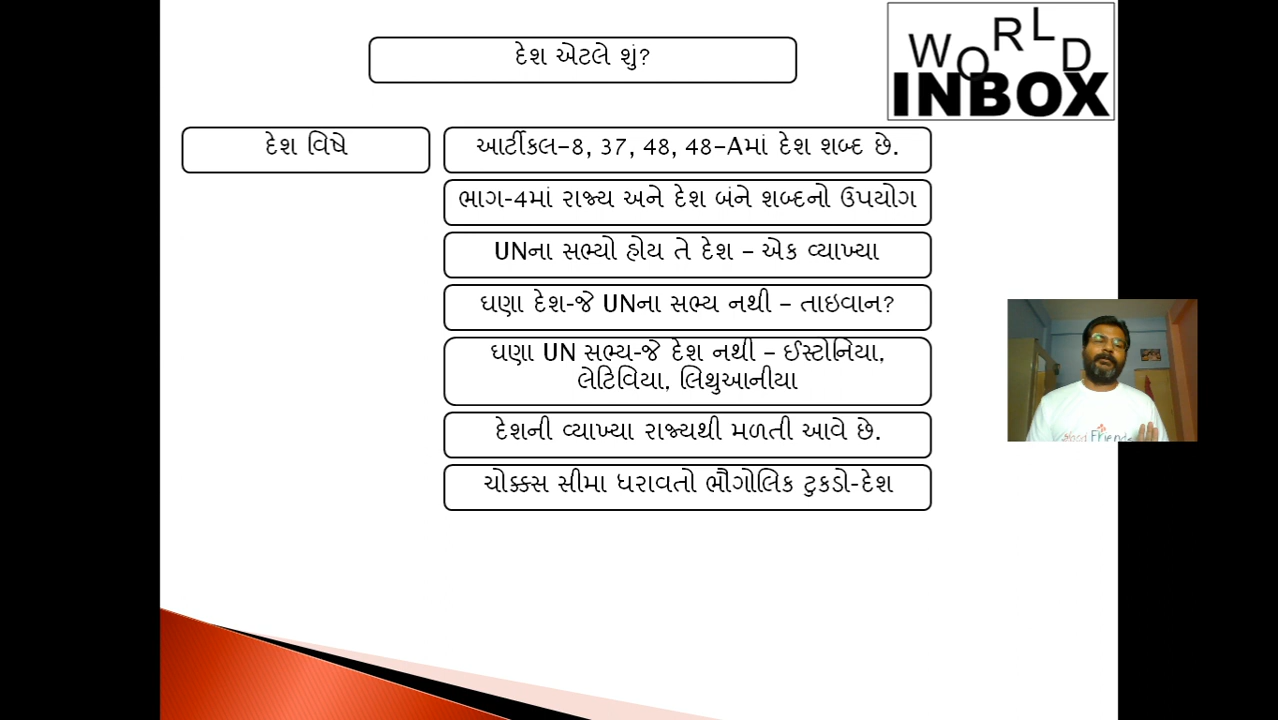 દેશ એટલે શું?
WORLD
INBOX
દેશ વિષે
આર્ટીકલ–8, 37, 48, 48–Aમાં દેશ શબ્દ છે.
ભાગ-4માં રાજ્ય અને દેશ બંને શબ્દનો ઉપયોગ
UNના સભ્યો હોય તે દેશ – એક વ્યાખ્યા
ઘણા દેશ-જે UNના સભ્ય નથી – તાઇવાન?
ઘણા UN સભ્ય-જે દેશ નથી – ઈસ્ટોનિયા,
લેટિવિયા, લિથુઆનીયા
દેશની વ્યાખ્યા રાજ્યથી મળતી આવે છે.
ચોક્ક્સ સીમા ધરાવતો ભૌગોલિક ટુકડો-દેશ